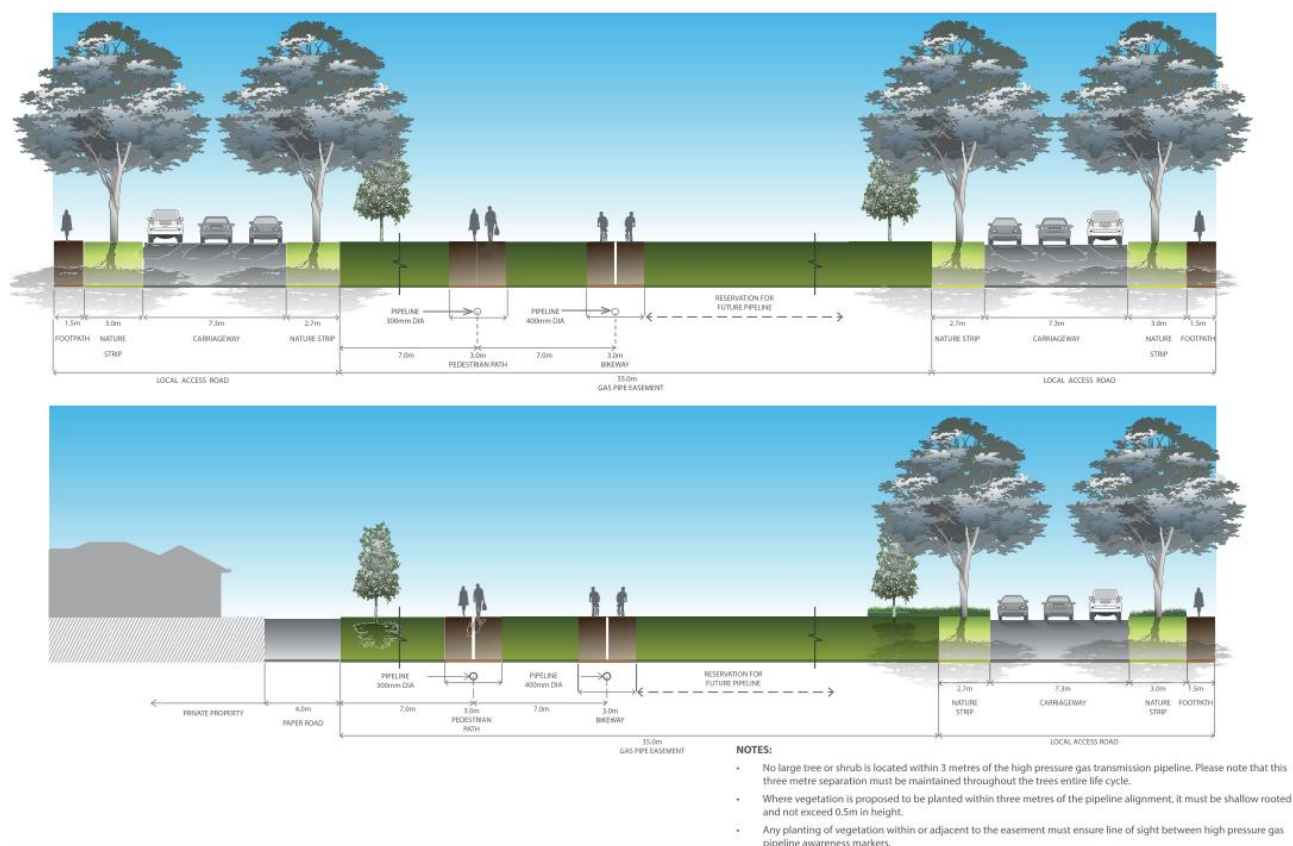 PIPELINE
300mm DIA
PIPELINE
400mm DIA
RESERVATION FOR
FUTURE PIPELINE
1.5m
FOOTPATH
3.0m
NATURE
STRIP
7.3m
CARRIAGEWAY
2.7m
NATURE STRIP
7.0m
3.0m
PEDESTRIAN PATH
7.0m
3.0m
BIKEWAY
2.7m
NATURE STRIP
7.3m
CARRIAGEWAY
3.0m
NATURE
STRIP
1.5m
FOOTPATH
LOCAL ACCESS ROAD
35.0m
GAS PIPE EASEMENT
LOCAL ACCESS ROAD
PIPELINE
300mm DIA
PIPELINE
400mm DIA
RESERVATION FOR
FUTURE PIPELINE
PRIVATE PROPERTY
4.0m
PAPER ROAD
7.0m
3.0m
PEDESTRIAN
PATH
7.0m
3.0m
BIKEWAY
2.7m
NATURE
STRIP
7.3m
CARRIAGEWAY
3.0m
NATURE
STRIP
1.5m
FOOTPATH
35.0m
GAS PIPE EASEMENT
LOCAL ACCESS ROAD
NOTES:
• No large tree or shrub is located within 3 metres of the high pressure gas transmission pipeline. Please note that this
three metre separation must be maintained throughout the trees entire life cycle.
• Where vegetation is proposed to be planted within three metres of the pipeline alignment, it must be shallow rooted
and not exceed 0.5m in height.
• Any planting of vegetation within or adjacent to the easement must ensure line of sight between high pressure gas
pipeline awareness markers.